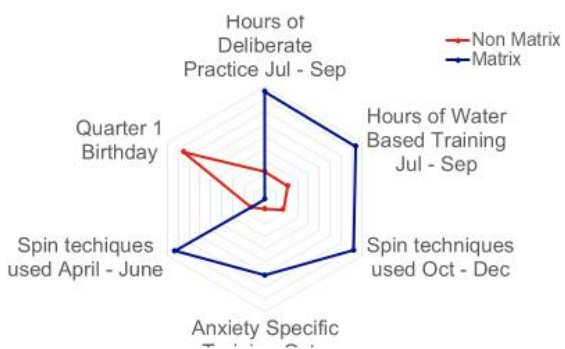 Hours of
Deliberate
Practice Jul - Sep
Non Matrix
Matrix
Hours of Water
Based Training
Jul - Sep
Quarter 1
Birthday
Spin techiques
used April - June
Spin techniques
used Oct - Dec
Anxiety Specific